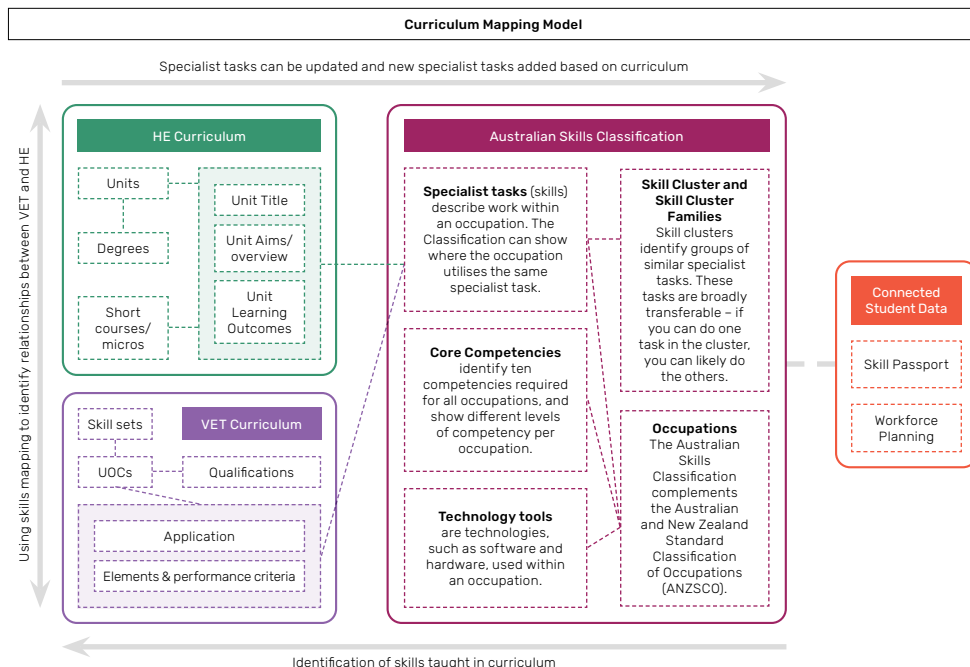 Curriculum Mapping Model
Specialist tasks can be updated and new specialist tasks added based on curriculum
Using skills mapping to identify relationships between VET and HE
HE Curriculum
Units
Degrees
Short courses/
micros
Unit Title
Unit Aims/
overview
Unit
Learning
Outcomes
VET Curriculum
Skill sets
UOCs
Qualifications
Application
Elements & performance criteria
Australian Skills Classification
Specialist tasks (skills)
describe work within
an occupation. The
Classification can show
where the occupation
utilises the same
specialist task.
Core Competencies
identify ten
competencies required
for all occupations, and
show different levels
of competency per
occupation.
Technology tools
are technologies,
such as software and
hardware, used within
an occupation.
Skill Cluster and
Skill Cluster
Families
Skill clusters
identify groups of
similar specialist
tasks. These
tasks are broadly
transferable – if
you can do one
task in the cluster,
you can likely do
the others.
Occupations
The Australian
Skills
Classification
complements
the Australian
and New Zealand
Standard
Classification
of Occupations
(ANZSCO).
Connected
Student Data
Skill Passport
Workforce
Planning
Identification of skills taught in curriculum